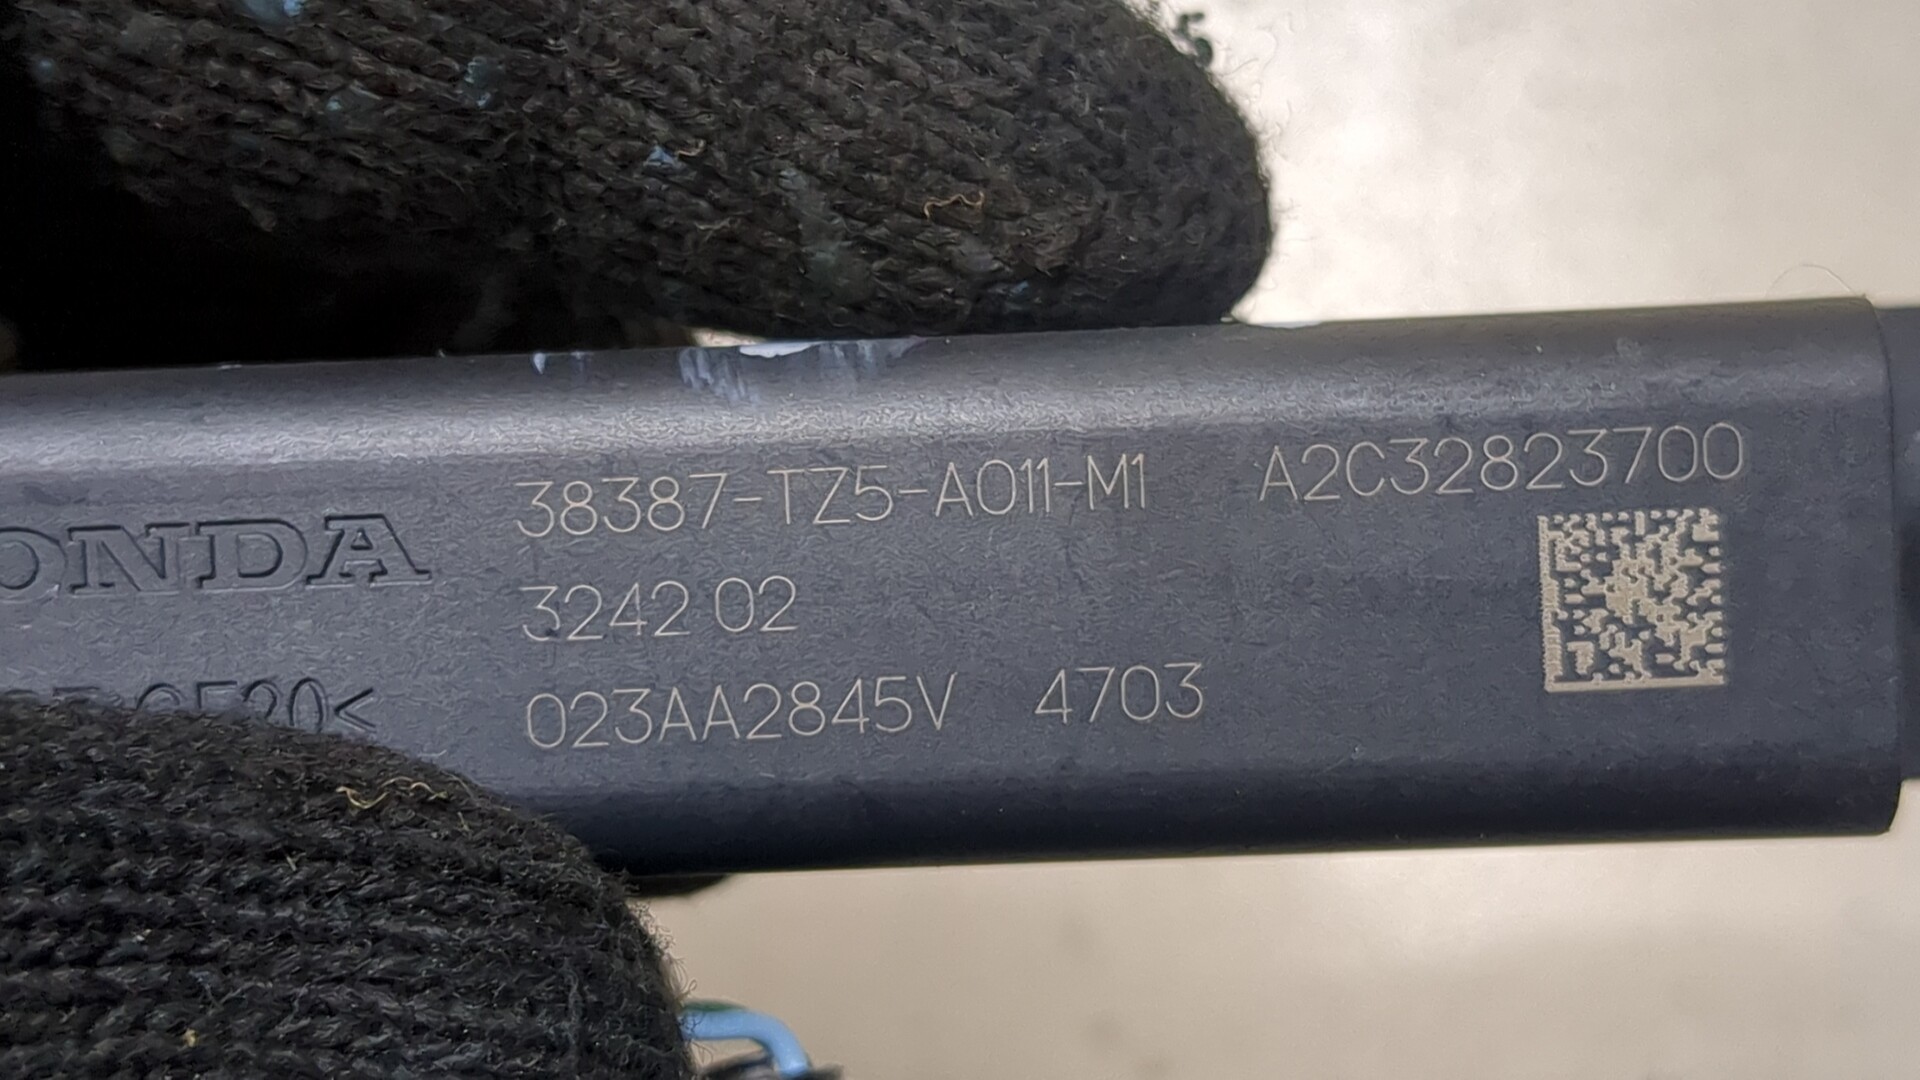 38387-TZ5-A011-M1 A2C32823700
ONDA
3242 02
023AA2845V 4703